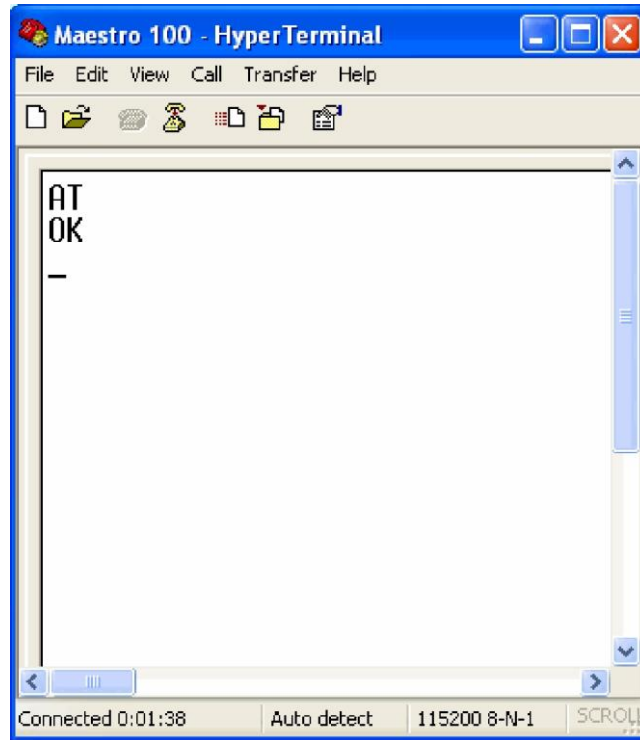 Maestro 100 - HyperTerminal
File Edit View Call Transfer Help
AT
OK
_
Connected 0:01:38 Auto detect 115200 8-N-1 SCROLL